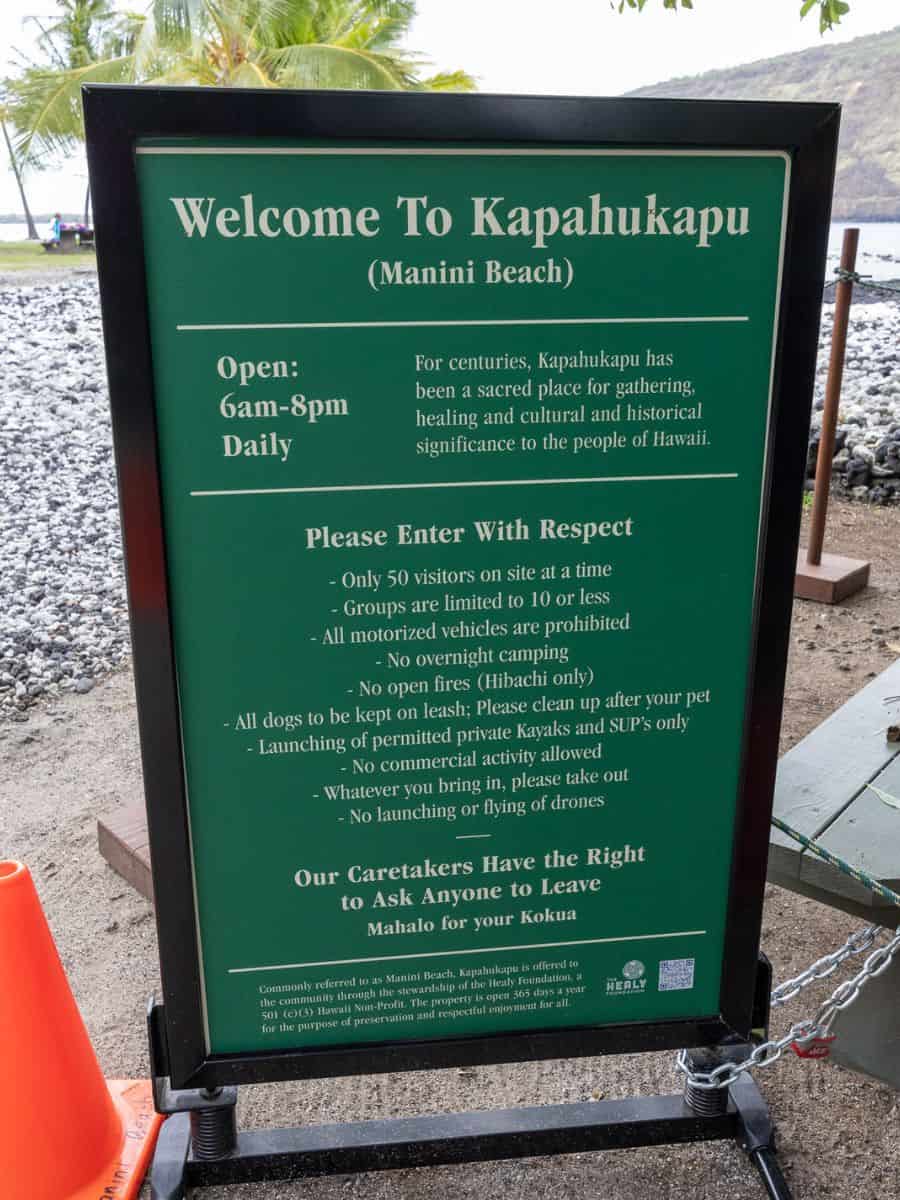 Welcome To Kapahukapu
(Manini Beach)
Open:
6am-8pm
Daily
For centuries, Kapahukapu has
been a sacred place for gathering,
healing and cultural and historical
significance to the people of Hawaii.
Please Enter With Respect
- Only 50 visitors on site at a time
- Groups are limited to 10 or less
- All motorized vehicles are prohibited
- No overnight camping
- No open fires (Hibachi only)
- All dogs to be kept on leash; Please clean up after your pet
- Launching of permitted private Kayaks and SUP's only
- No commercial activity allowed
- Whatever you bring in, please take out
- No launching or flying of drones
Our Caretakers Have the Right
to Ask Anyone to Leave
Mahalo for your Kokua
Commonly referred to as Manini Beach, Kapahukapu is offered to
the community through the stewardship of the Healy Foundation, a
501 (c)(3) Hawaii Non-Profit. The property is open 365 days a year
for the purpose of preservation and respectful enjoyment for all.
THE
HEALY
FOUNDATION
anini Beach